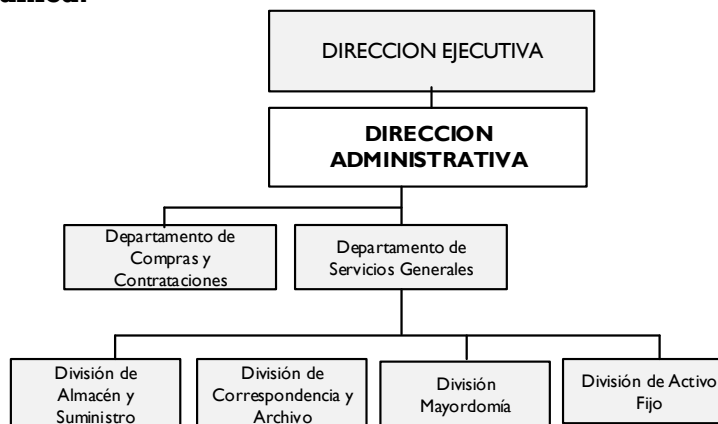 DIRECCION EJECUTIVA
DIRECCION
ADMINISTRATIVA
Departamento de
Compras y
Contrataciones
Departamento de
Servicios Generales
División de
Almacén y
Suministro
División de
Correspondencia y
Archivo
División
Mayordomía
División de Activo
Fijo